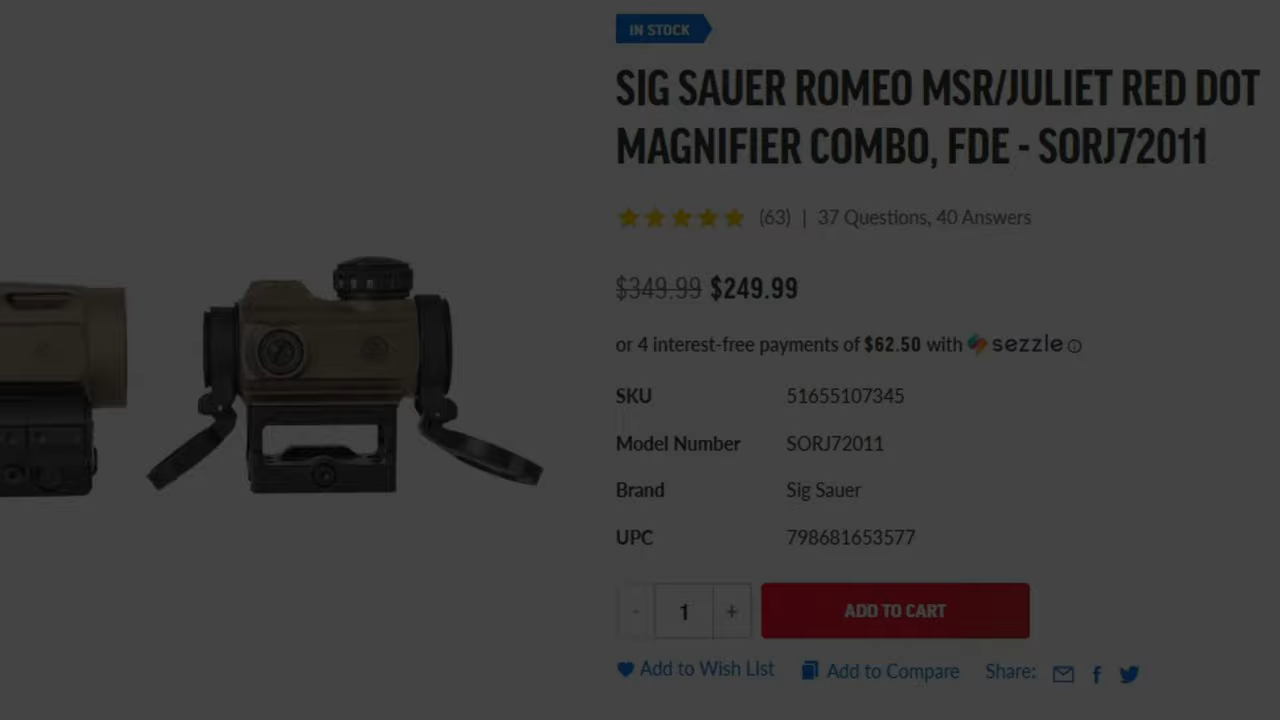 IN STOCK
SIG SAUER ROMEO MSR/JULIET RED DOT
MAGNIFIER COMBO, FDE - SORJ72011
(63) | 37 Questions, 40 Answers
$349.99 $249.99
or 4 interest-free payments of $62.50 with sezzle
SKU 51655107345
Model Number SORJ72011
Brand Sig Sauer
UPC 798681653577
- 1 + ADD TO CART
Add to Wish List Add to Compare Share: